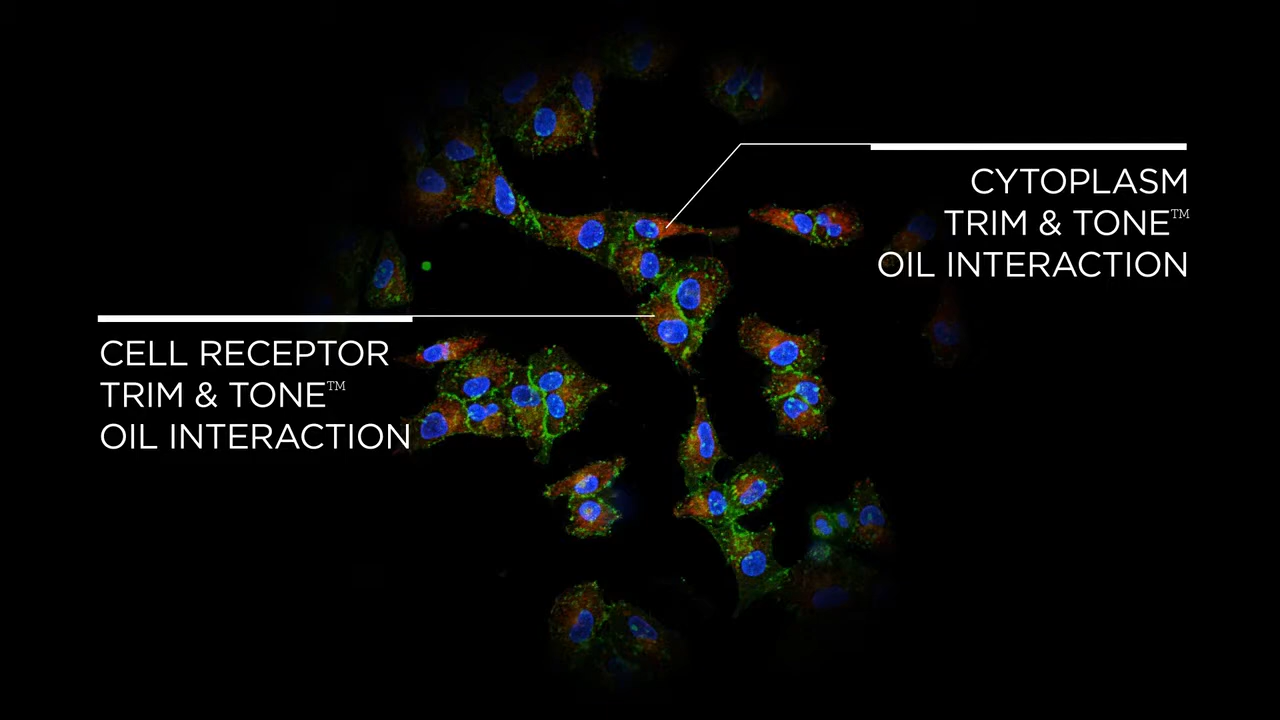 CYTOPLASM
TRIM & TONE™
OIL INTERACTION
CELL RECEPTOR
TRIM & TONE™
OIL INTERACTION